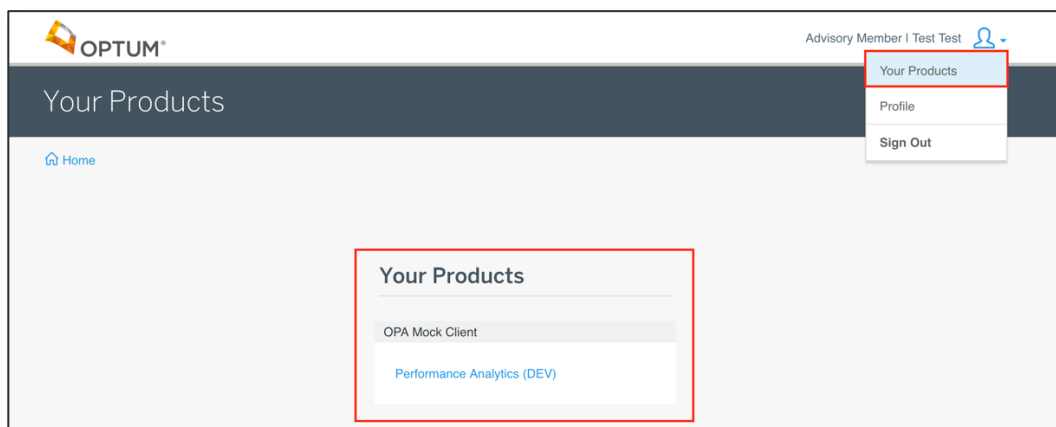 OPTUM®
Advisory Member | Test Test
Your Products
Profile
Sign Out
Your Products
Home
Your Products
OPA Mock Client
Performance Analytics (DEV)